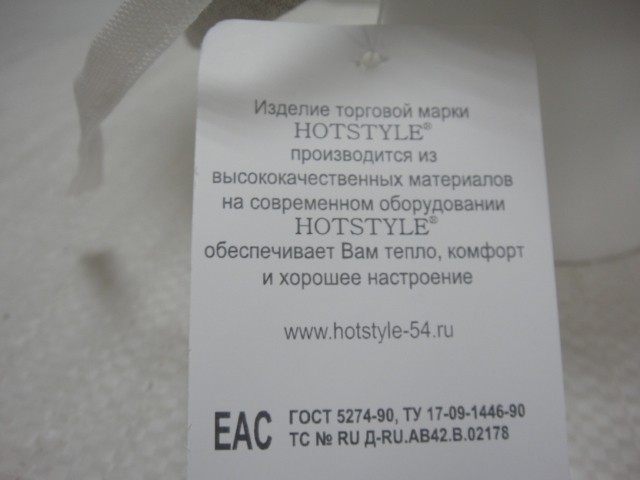 Изделие торговой марки
HOTSTYLE®
производится из
высококачественных материалов
на современном оборудовании
HOTSTYLE®
обеспечивает Вам тепло, комфорт
и хорошее настроение
www.hotstyle-54.ru
EAC ГОСТ 5274-90, ТУ 17-09-1446-90
ТС № RU Д-RU.АВ42.В.02178